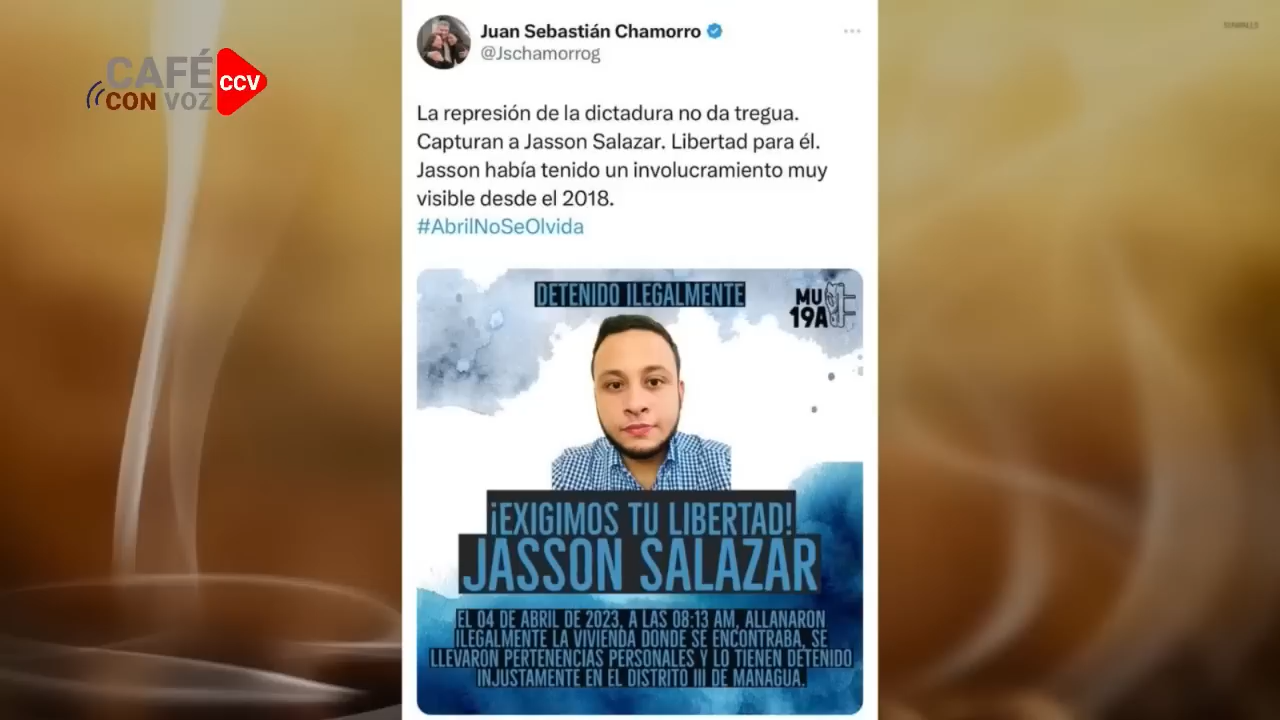 CAFÉ
CON VOZ
CCV
Juan Sebastián Chamorro
@Jschamorrog
La represión de la dictadura no da tregua.
Capturan a Jasson Salazar. Libertad para él.
Jasson había tenido un involucramiento muy
visible desde el 2018.
#AbrilNoSeOlvida
DETENIDO ILEGALMENTE
MU
19A
¡EXIGIMOS TU LIBERTAD!
JASSON SALAZAR
EL 04 DE ABRIL DE 2023, A LAS 08:13 AM, ALLANARON
ILEGALMENTE LA VIVIENDA DONDE SE ENCONTRABA, SE
LLEVARON PERTENENCIAS PERSONALES Y LO TIENEN DETENIDO
INJUSTAMENTE EN EL DISTRITO III DE MANAGUA.